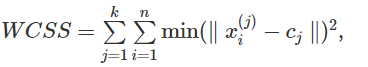 $WCSS = \sum_{j=1}^{k} \sum_{i=1}^{n} \min(\| x_i^{(j)} - c_j \|)^2,$